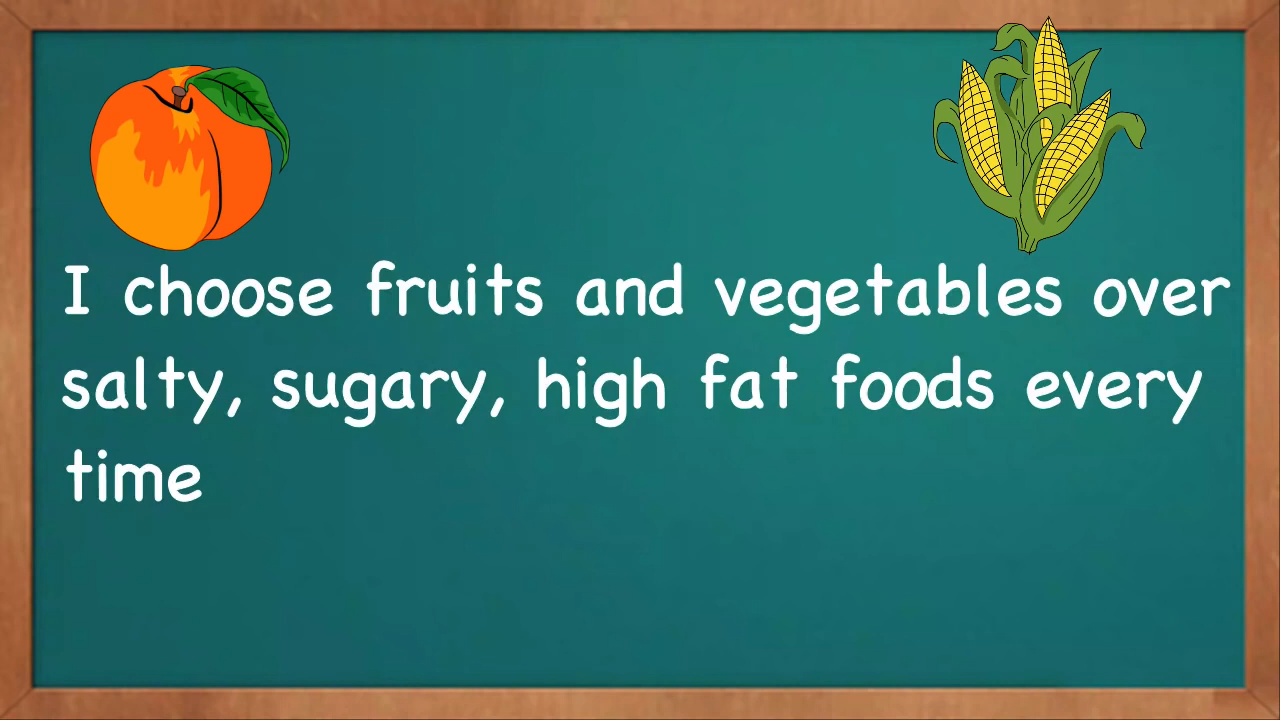 I choose fruits and vegetables over
salty, sugary, high fat foods every
time